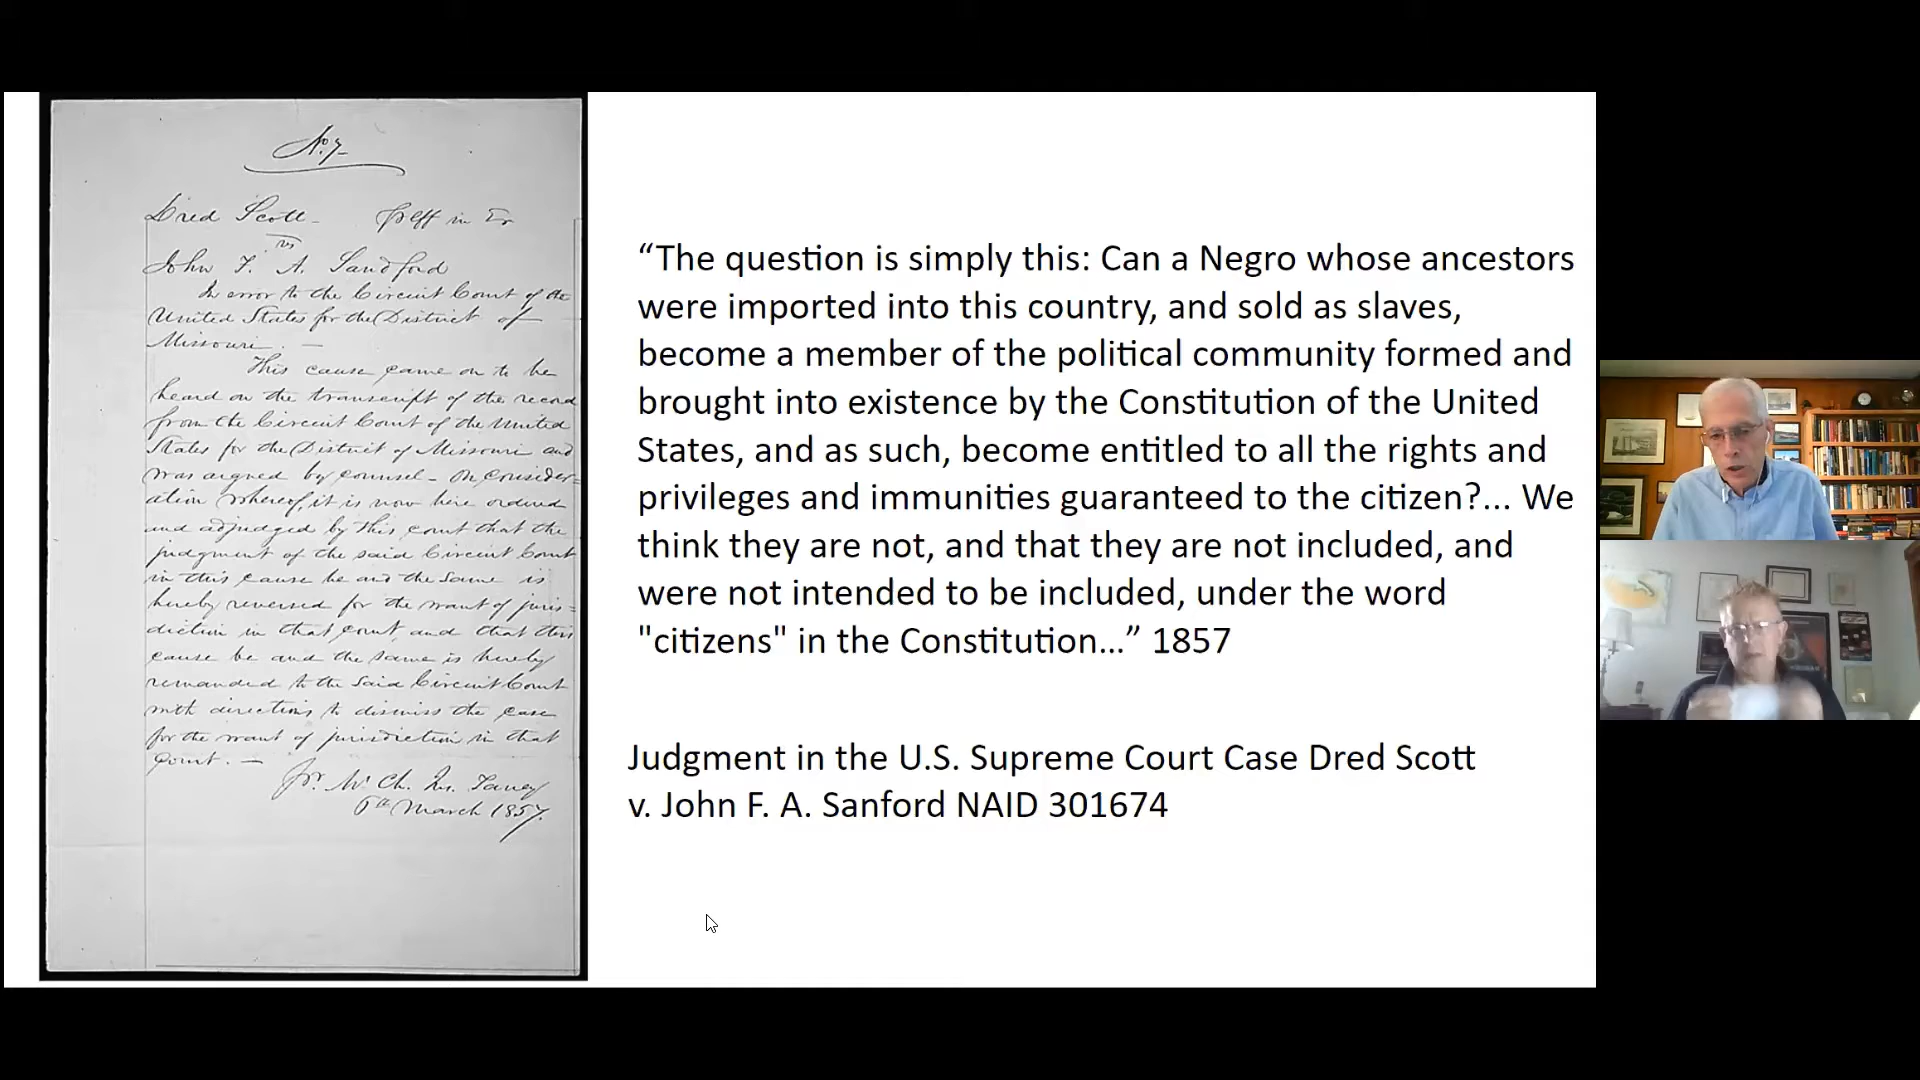 No. 7
Dred Scott - Plff in Er
vs
John F. A. Sandford
In error to the Circuit Court of the
United States for the District of
Missouri. —
This cause came on to be
heard on the transcript of the record
from the Circuit Court of the United
States for the District of Missouri and
was argued by counsel - On consider-
ation whereof, it is now here ordered
and adjudged by this court that the
judgment of the said Circuit Court
in this cause be and the same is
hereby reversed for the want of juris=
diction in that court and that this
cause be and the same is hereby
remanded to the said Circuit Court
with directions to dismiss the case
for the want of jurisdiction in that
Court. —
Pr. Mr Ch. Jus. Taney
6th March 1857.
“The question is simply this: Can a Negro whose ancestors
were imported into this country, and sold as slaves,
become a member of the political community formed and
brought into existence by the Constitution of the United
States, and as such, become entitled to all the rights and
privileges and immunities guaranteed to the citizen?... We
think they are not, and that they are not included, and
were not intended to be included, under the word
"citizens" in the Constitution...” 1857
Judgment in the U.S. Supreme Court Case Dred Scott
v. John F. A. Sanford NAID 301674